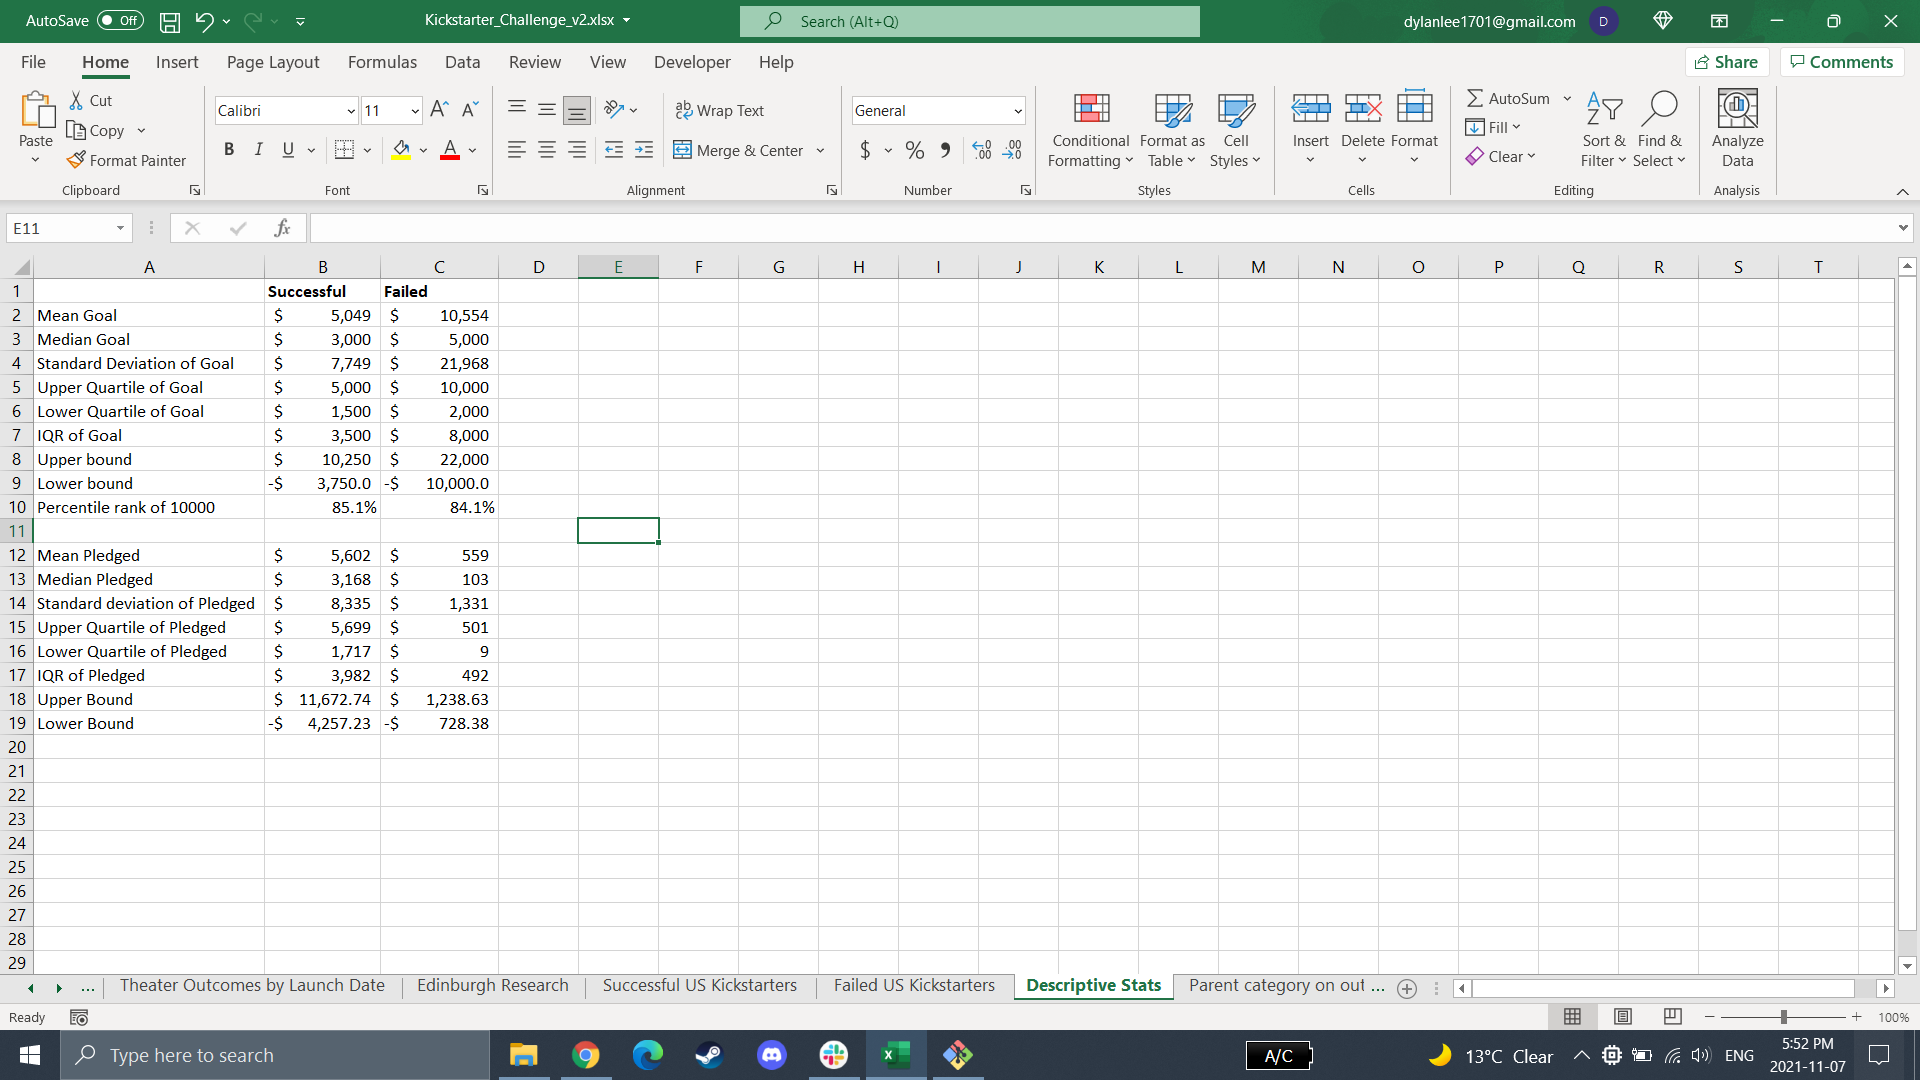 AutoSave Off Kickstarter_Challenge_v2.xlsx Search (Alt+Q) dylanlee1701@gmail.com D
File Home Insert Page Layout Formulas Data Review View Developer Help Share Comments
Paste Cut Copy Format Painter Clipboard
Calibri 11 B I U A Font
Wrap Text Merge & Center Alignment
General $ % Number
Conditional Formatting Format as Table Cell Styles Styles
Insert Delete Format Cells
AutoSum Fill Clear Sort & Filter Find & Select Editing
Analyze Data Analysis
E11 fx
A B C D E F G H I J K L M N O P Q R S T
1 Successful Failed
2 Mean Goal $ 5,049 $ 10,554
3 Median Goal $ 3,000 $ 5,000
4 Standard Deviation of Goal $ 7,749 $ 21,968
5 Upper Quartile of Goal $ 5,000 $ 10,000
6 Lower Quartile of Goal $ 1,500 $ 2,000
7 IQR of Goal $ 3,500 $ 8,000
8 Upper bound $ 10,250 $ 22,000
9 Lower bound -$ 3,750.0 -$ 10,000.0
10 Percentile rank of 10000 85.1% 84.1%
11
12 Mean Pledged $ 5,602 $ 559
13 Median Pledged $ 3,168 $ 103
14 Standard deviation of Pledged $ 8,335 $ 1,331
15 Upper Quartile of Pledged $ 5,699 $ 501
16 Lower Quartile of Pledged $ 1,717 $ 9
17 IQR of Pledged $ 3,982 $ 492
18 Upper Bound $ 11,672.74 $ 1,238.63
19 Lower Bound -$ 4,257.23 -$ 728.38
20
21
22
23
24
25
26
27
28
29
... Theater Outcomes by Launch Date Edinburgh Research Successful US Kickstarters Failed US Kickstarters Descriptive Stats Parent category on out ...
Ready 100%
Type here to search A/C 13°C Clear ENG 5:52 PM
2021-11-07